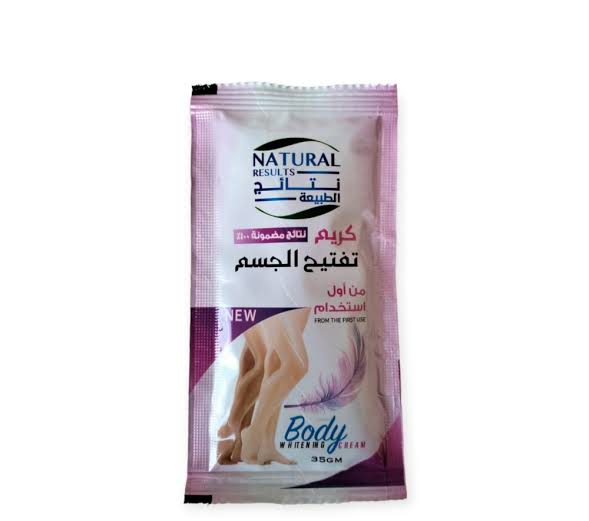 NATURAL
RESULTS
نتائج
الطبيعة
كريم نتائج مضمونة ١٠٠٪
تفتيح الجسم
من أول
استخدام
FROM THE FIRST USE
NEW
Body
WHITENING CREAM
35GM